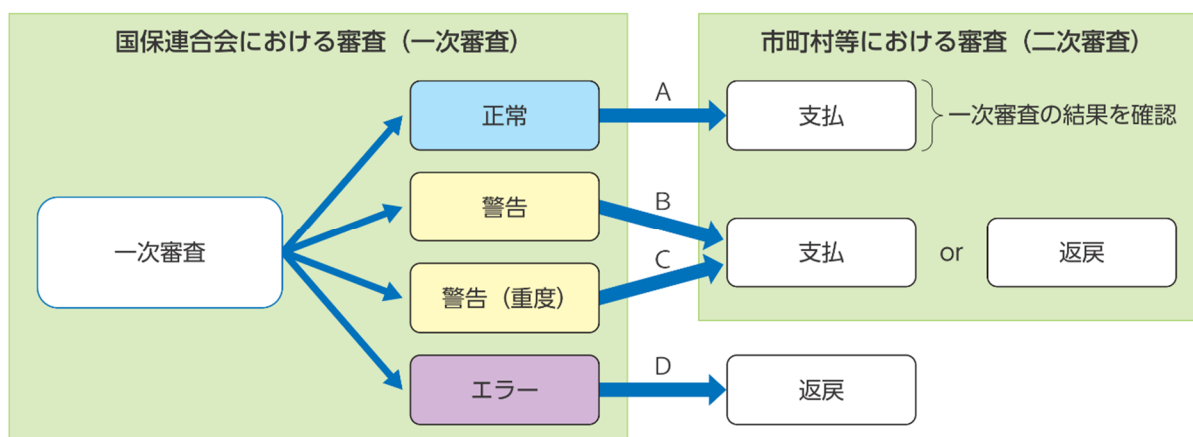 国保連合会における審査（一次審査）
市町村等における審査（二次審査）
一次審査
正常
A
支払
一次審査の結果を確認
警告
B
警告（重度）
C
支払
or
返戻
エラー
D
返戻